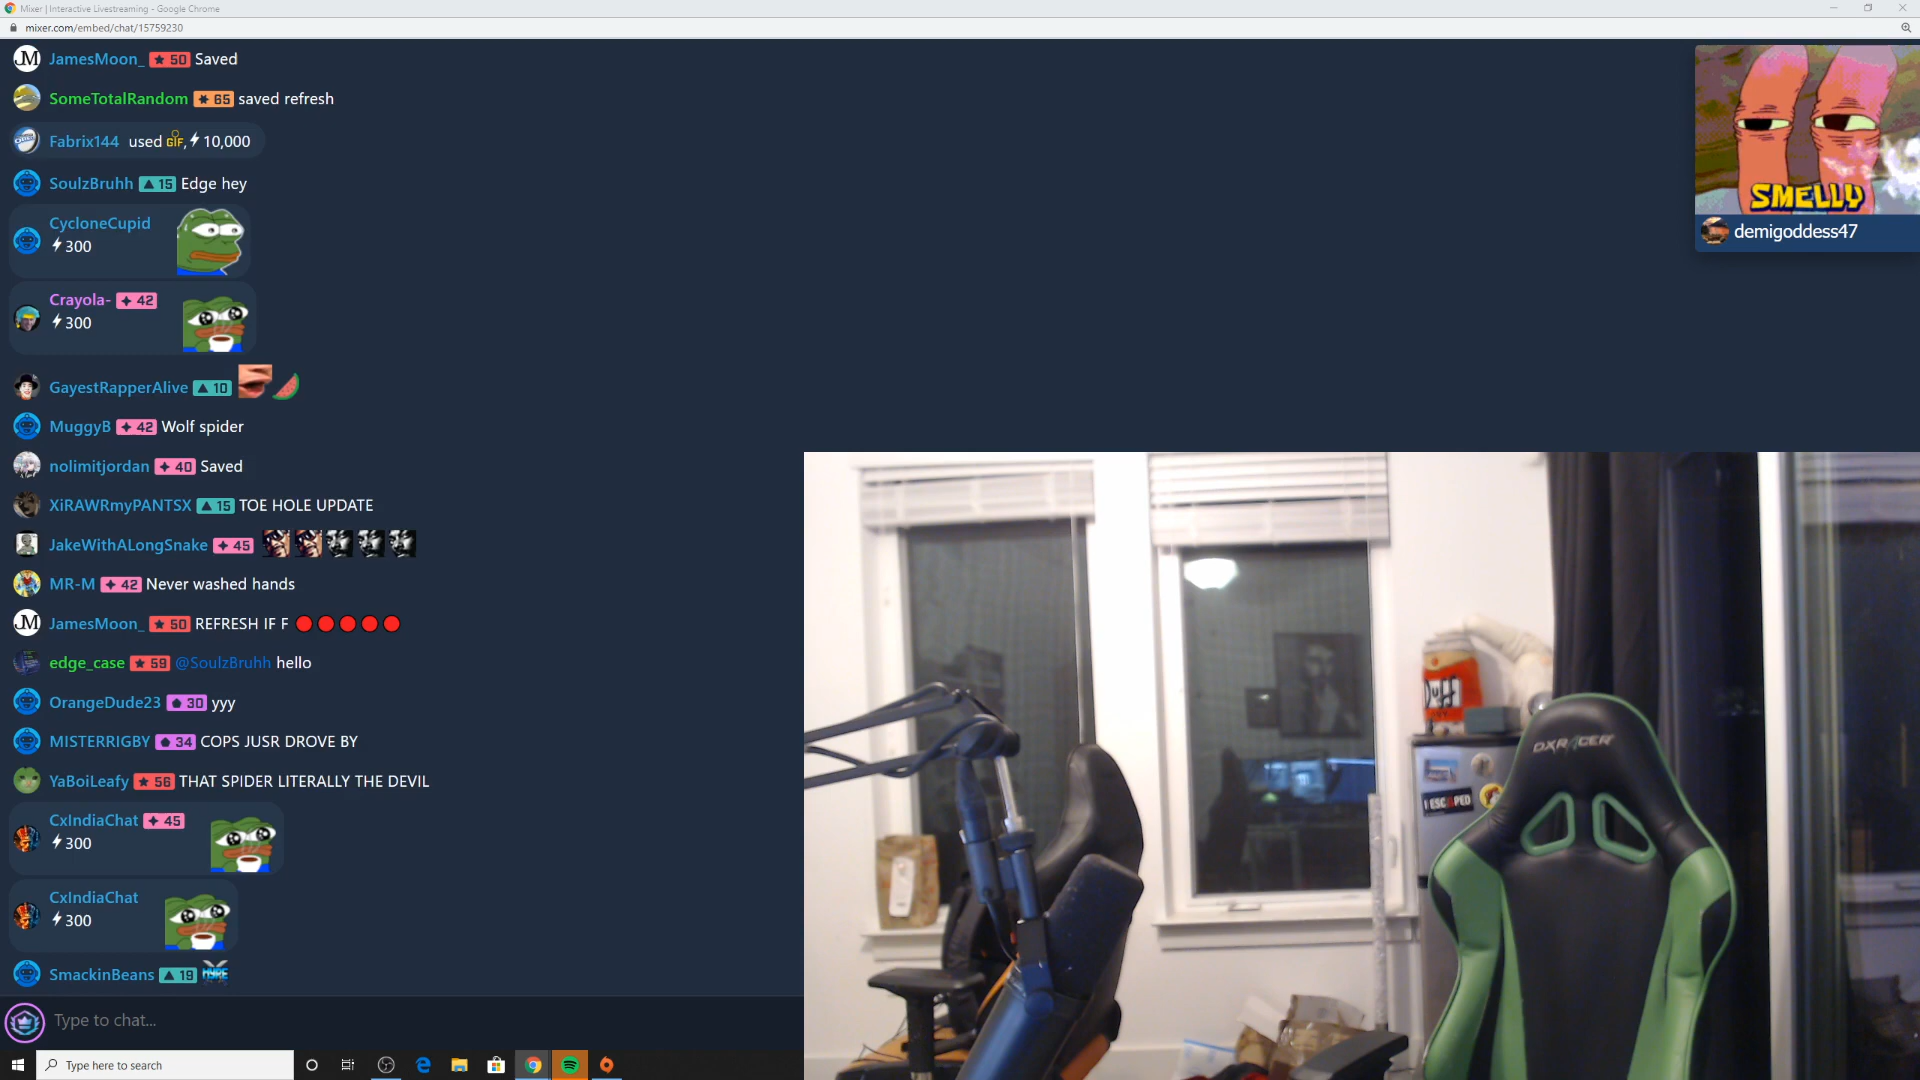 Mixer | Interactive Livestreaming - Google Chrome
mixer.com/embed/chat/15759230
JM JamesMoon_ 50 Saved
SomeTotalRandom 65 saved refresh
Fabrix144 used GIF, 10,000
SoulzBruhh 15 Edge hey
CycloneCupid
300
Crayola- 42
300
GayestRapperAlive 10
MuggyB 42 Wolf spider
nolimitjordan 40 Saved
XiRAWRmyPANTSX 15 TOE HOLE UPDATE
JakeWithALongSnake 45
MR-M 42 Never washed hands
JM JamesMoon_ 50 REFRESH IF F
edge_case 59 @SoulzBruhh hello
OrangeDude23 30 yyy
MISTERRIGBY 34 COPS JUSR DROVE BY
YaBoiLeafy 56 THAT SPIDER LITERALLY THE DEVIL
CxIndiaChat 45
300
CxIndiaChat
300
SmackinBeans 19 HYPE
Type to chat...
Type here to search
SMELLY
demigoddess47
Duff
DXRACER
I ESCAPED